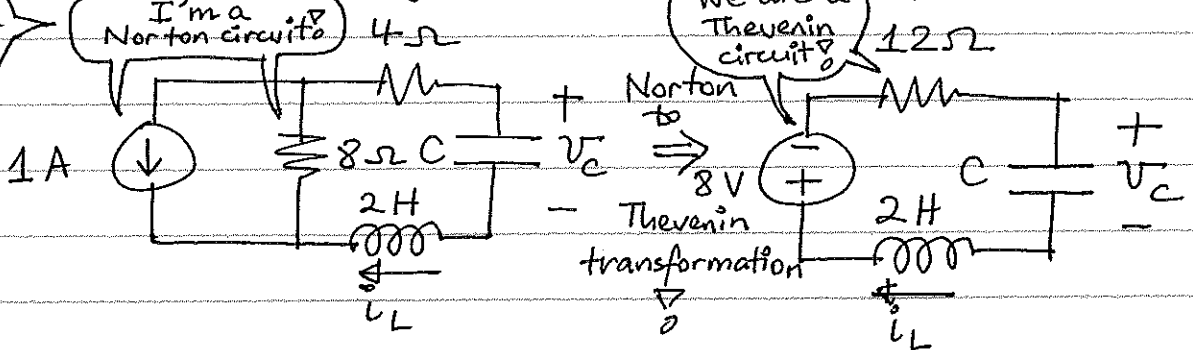 I'm a
Norton circuit!
4Ω
1 A
8Ω
C
+
v_C
-
2H
i_L
Norton
to
⇒
Thevenin
transformation
!
We are a
Thevenin
circuit!
12Ω
8V
-
+
C
+
v_C
-
2H
i_L